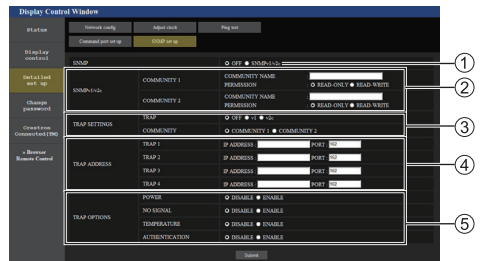 Display Control Window
Status
Display control
Detailed set up
Change password
Crestron Connected(TM)
» Browser Remote Control
Network config
Adjust clock
Ping test
Command port set up
SNMP set up
SNMP
OFF SNMPv1/v2c
SNMPv1/v2c
COMMUNITY 1
COMMUNITY NAME :
PERMISSION : READ-ONLY READ-WRITE
COMMUNITY 2
COMMUNITY NAME :
PERMISSION : READ-ONLY READ-WRITE
TRAP SETTINGS
TRAP
OFF v1 v2c
COMMUNITY
COMMUNITY 1 COMMUNITY 2
TRAP ADDRESS
TRAP 1
IP ADDRESS : PORT : 162
TRAP 2
IP ADDRESS : PORT : 162
TRAP 3
IP ADDRESS : PORT : 162
TRAP 4
IP ADDRESS : PORT : 162
TRAP OPTIONS
POWER
DISABLE ENABLE
NO SIGNAL
DISABLE ENABLE
TEMPERATURE
DISABLE ENABLE
AUTHENTICATION
DISABLE ENABLE
Submit
1
2
3
4
5